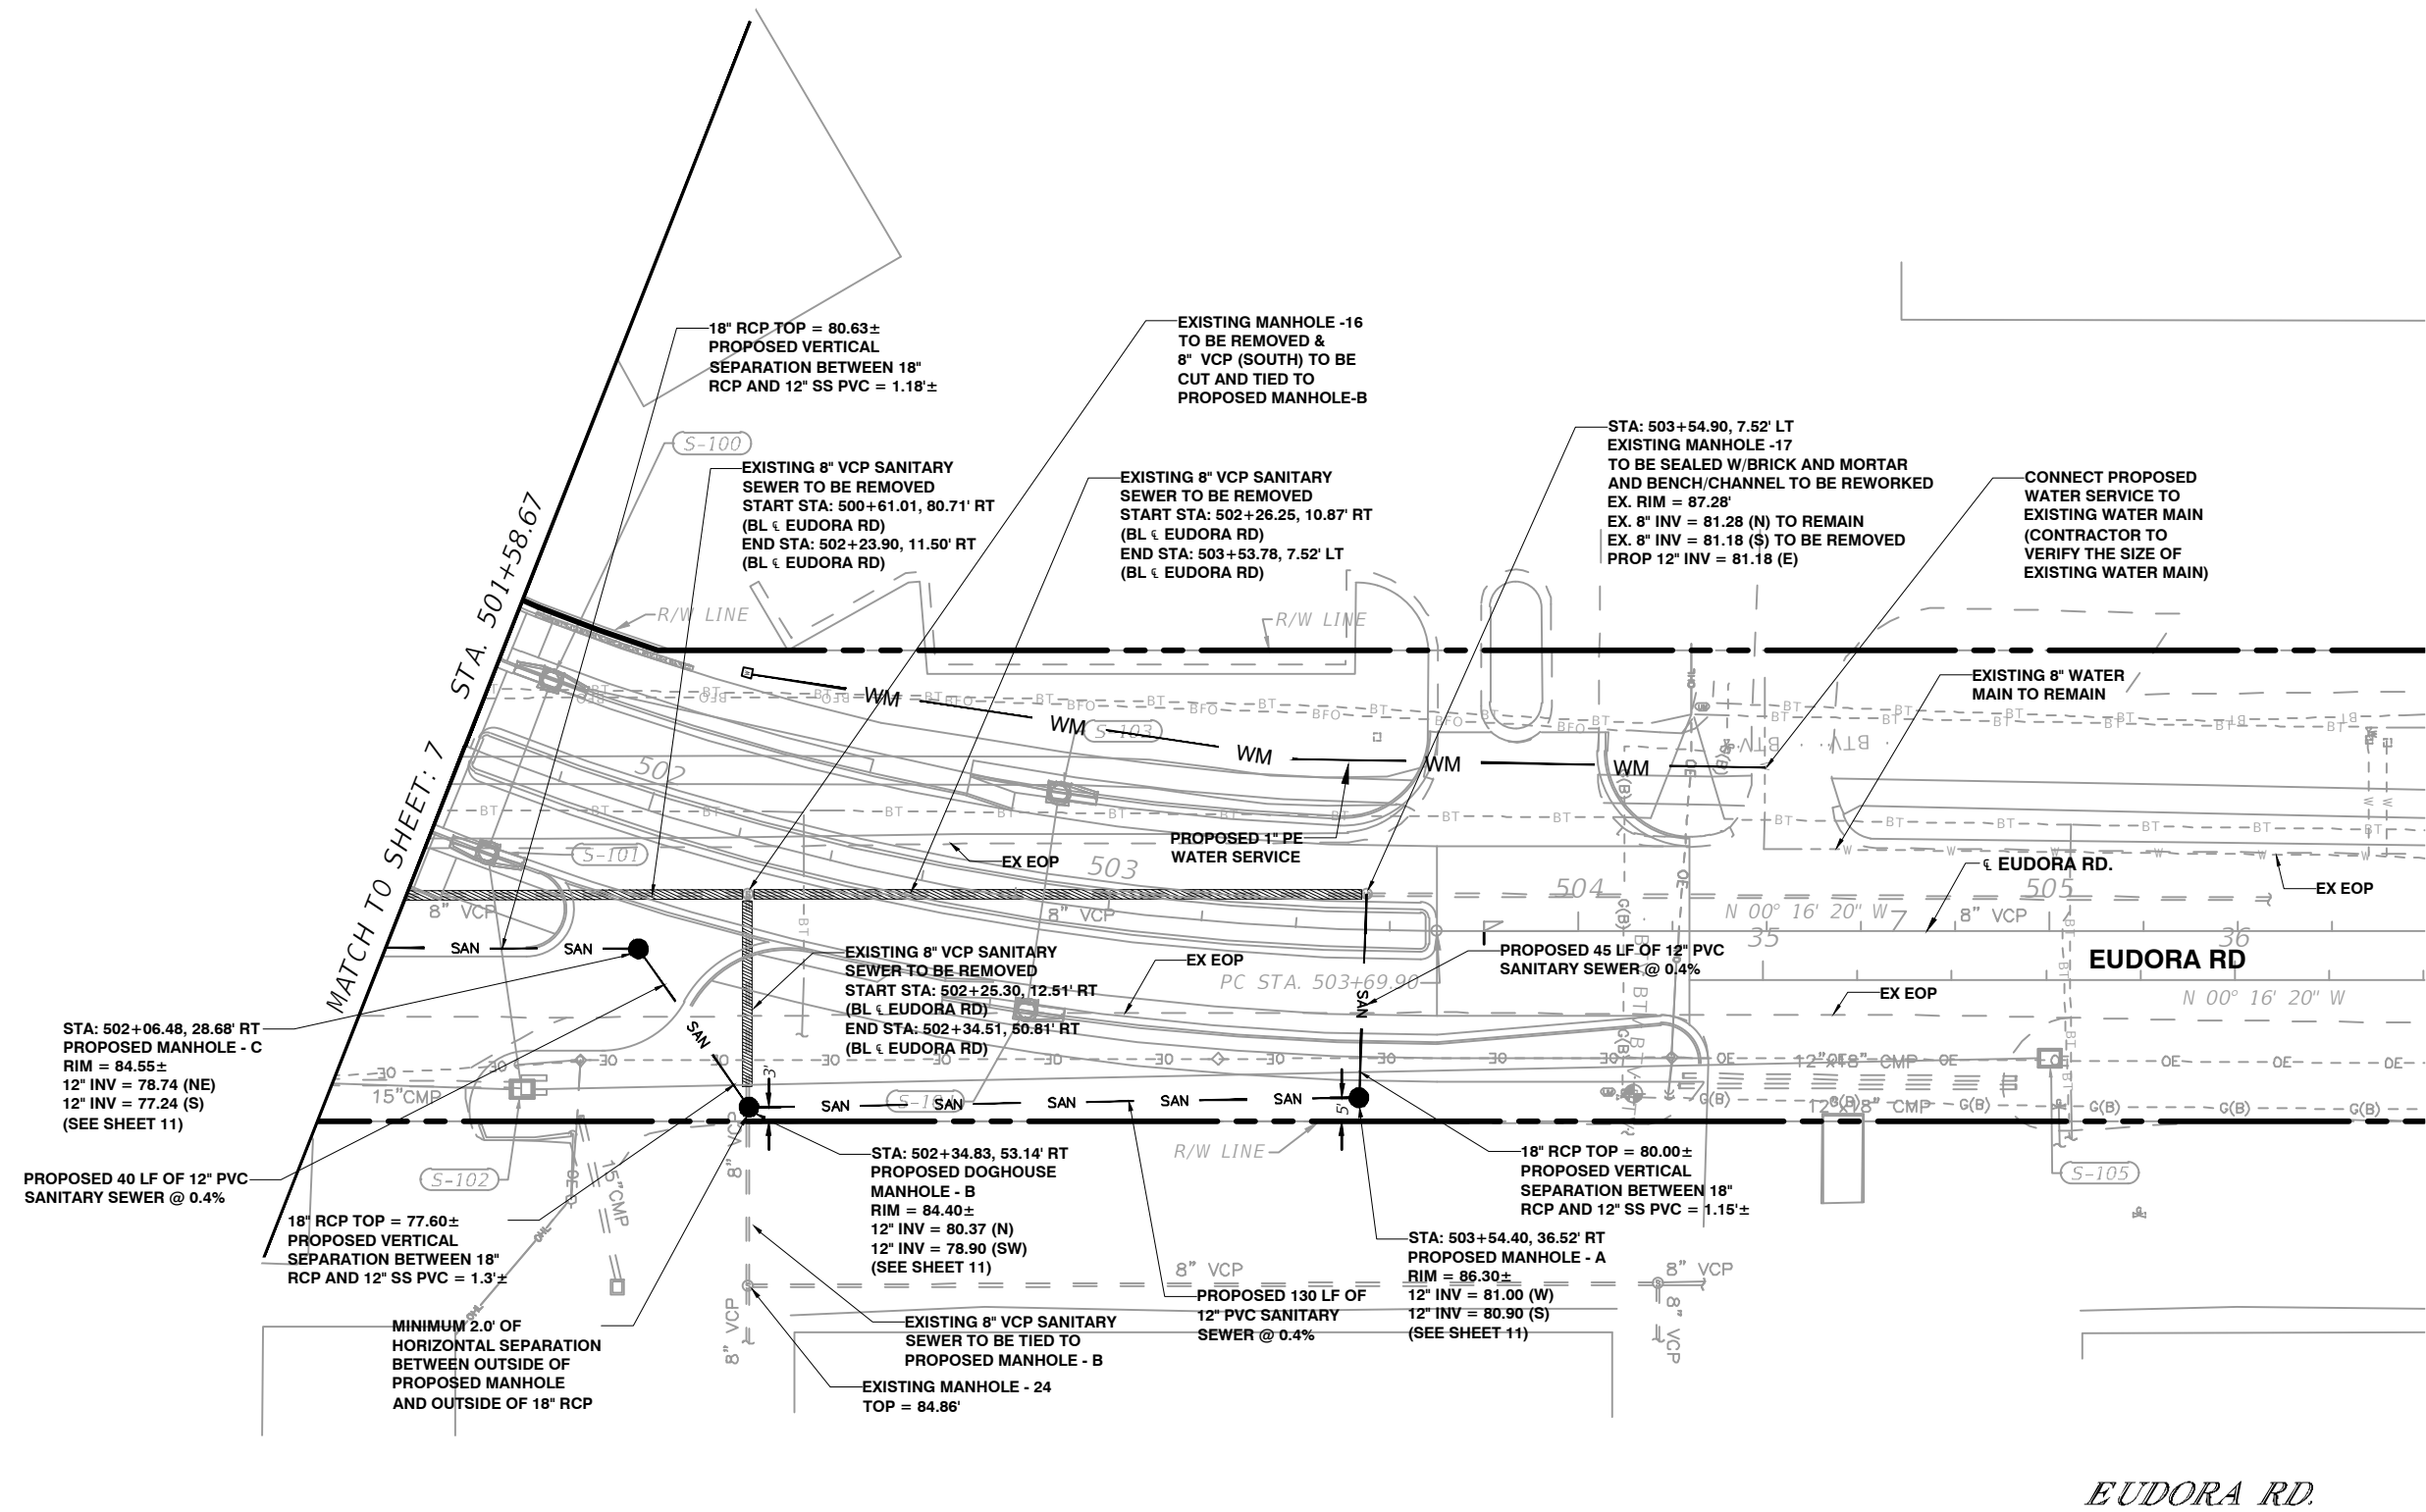 18" RCP TOP = 80.63±
PROPOSED VERTICAL
SEPARATION BETWEEN 18"
RCP AND 12" SS PVC = 1.18'±
EXISTING MANHOLE -16
TO BE REMOVED &
8" VCP (SOUTH) TO BE
CUT AND TIED TO
PROPOSED MANHOLE-B
STA: 503+54.90, 7.52' LT
EXISTING MANHOLE -17
TO BE SEALED W/BRICK AND MORTAR
AND BENCH/CHANNEL TO BE REWORKED
EX. RIM = 87.28'
EX. 8" INV = 81.28 (N) TO REMAIN
EX. 8" INV = 81.18 (S) TO BE REMOVED
PROP 12" INV = 81.18 (E)
S-100
EXISTING 8" VCP SANITARY
SEWER TO BE REMOVED
START STA: 500+61.01, 80.71' RT
(BL ℄ EUDORA RD)
END STA: 502+23.90, 11.50' RT
(BL ℄ EUDORA RD)
EXISTING 8" VCP SANITARY
SEWER TO BE REMOVED
START STA: 502+26.25, 10.87' RT
(BL ℄ EUDORA RD)
END STA: 503+53.78, 7.52' LT
(BL ℄ EUDORA RD)
CONNECT PROPOSED
WATER SERVICE TO
EXISTING WATER MAIN
(CONTRACTOR TO
VERIFY THE SIZE OF
EXISTING WATER MAIN)
MATCH TO SHEET: 7 STA. 501+58.67
R/W LINE
R/W LINE
EXISTING 8" WATER
MAIN TO REMAIN
WM WM WM WM WM
S-103
502
PROPOSED 1" PE
WATER SERVICE
S-101
EX EOP
503
504
505
℄ EUDORA RD.
EX EOP
8" VCP
8" VCP
N 00° 16' 20" W
8" VCP
35
36
SAN SAN
EXISTING 8" VCP SANITARY
SEWER TO BE REMOVED
START STA: 502+25.30, 12.51' RT
(BL ℄ EUDORA RD)
END STA: 502+34.51, 50.81' RT
(BL ℄ EUDORA RD)
EX EOP
PC STA. 503+69.90
PROPOSED 45 LF OF 12" PVC
SANITARY SEWER @ 0.4%
EUDORA RD
EX EOP
N 00° 16' 20" W
SAN
SAN
STA: 502+06.48, 28.68' RT
PROPOSED MANHOLE - C
RIM = 84.55±
12" INV = 78.74 (NE)
12" INV = 77.24 (S)
(SEE SHEET 11)
15"CMP
3'
SAN SAN SAN SAN SAN
5'
12"x18" CMP
12"x18" CMP
S-102
15"CMP
8" VCP
R/W LINE
S-105
PROPOSED 40 LF OF 12" PVC
SANITARY SEWER @ 0.4%
STA: 502+34.83, 53.14' RT
PROPOSED DOGHOUSE
MANHOLE - B
RIM = 84.40±
12" INV = 80.37 (N)
12" INV = 78.90 (SW)
(SEE SHEET 11)
18" RCP TOP = 80.00±
PROPOSED VERTICAL
SEPARATION BETWEEN 18"
RCP AND 12" SS PVC = 1.15'±
18" RCP TOP = 77.60±
PROPOSED VERTICAL
SEPARATION BETWEEN 18"
RCP AND 12" SS PVC = 1.3'±
STA: 503+54.40, 36.52' RT
PROPOSED MANHOLE - A
RIM = 86.30±
12" INV = 81.00 (W)
12" INV = 80.90 (S)
(SEE SHEET 11)
8" VCP
8" VCP
8" VCP
8" VCP
PROPOSED 130 LF OF
12" PVC SANITARY
SEWER @ 0.4%
MINIMUM 2.0' OF
HORIZONTAL SEPARATION
BETWEEN OUTSIDE OF
PROPOSED MANHOLE
AND OUTSIDE OF 18" RCP
EXISTING 8" VCP SANITARY
SEWER TO BE TIED TO
PROPOSED MANHOLE - B
EXISTING MANHOLE - 24
TOP = 84.86'
EUDORA RD.